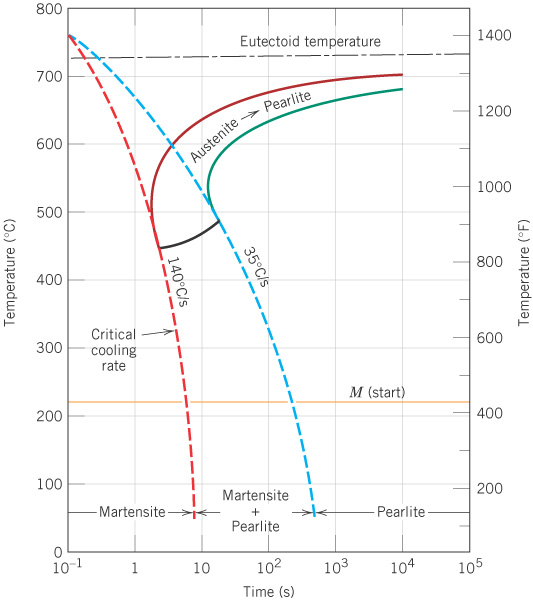 800
700
600
500
400
300
200
100
0
Temperature (°C)
1400
1200
1000
800
600
400
200
Temperature (°F)
Eutectoid temperature
Austenite → Pearlite
140°C/s
35°C/s
Critical
cooling
rate
M (start)
Martensite
Martensite
+
Pearlite
Pearlite
10⁻¹
1
10
10²
10³
10⁴
10⁵
Time (s)